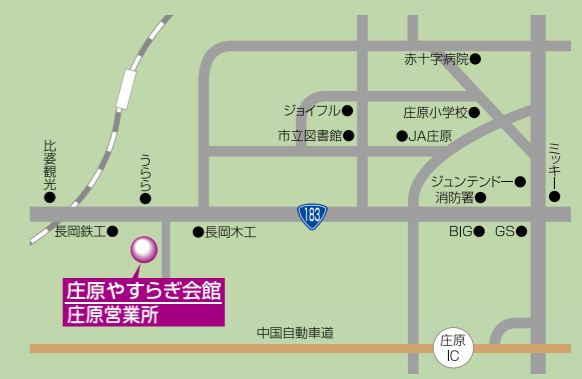 赤十字病院
ジョイフル
庄原小学校
市立図書館
JA庄原
比婆観光
うらら
ミッキー
ジュンテンドー
消防署
183
長岡鉄工
長岡木工
BIG
GS
庄原やすらぎ会館
庄原営業所
中国自動車道
庄原
IC